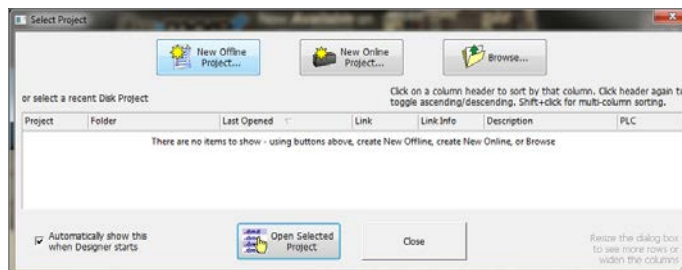 Select Project
New Offline
Project...
New Online
Project...
Browse...
or select a recent Disk Project
Click on a column header to sort by that column. Click header again to
toggle ascending/descending. Shift+click for multi-column sorting.
Project Folder Last Opened Link Link Info Description PLC
There are no items to show - using buttons above, create New Offline, create New Online, or Browse
Automatically show this
when Designer starts
Open Selected
Project
Close
Resize the dialog box
to see more rows or
widen the columns